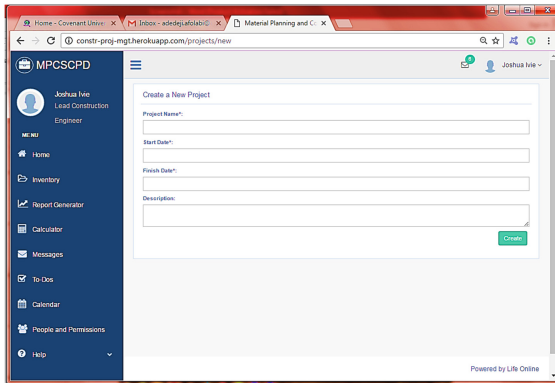 Home - Covenant Univer
Inbox - adedejiafolabi@
Material Planning and Co
constr-proj-mgt.herokuapp.com/projects/new
MPCSCPD
Joshua Ivie
Joshua Ivie
Lead Construction
Engineer
MENU
Home
Inventory
Report Generator
Calculator
Messages
To-Dos
Calendar
People and Permissions
Help
Create a New Project
Project Name*:
Start Date*:
Finish Date*:
Description:
Create
Powered by Life Online